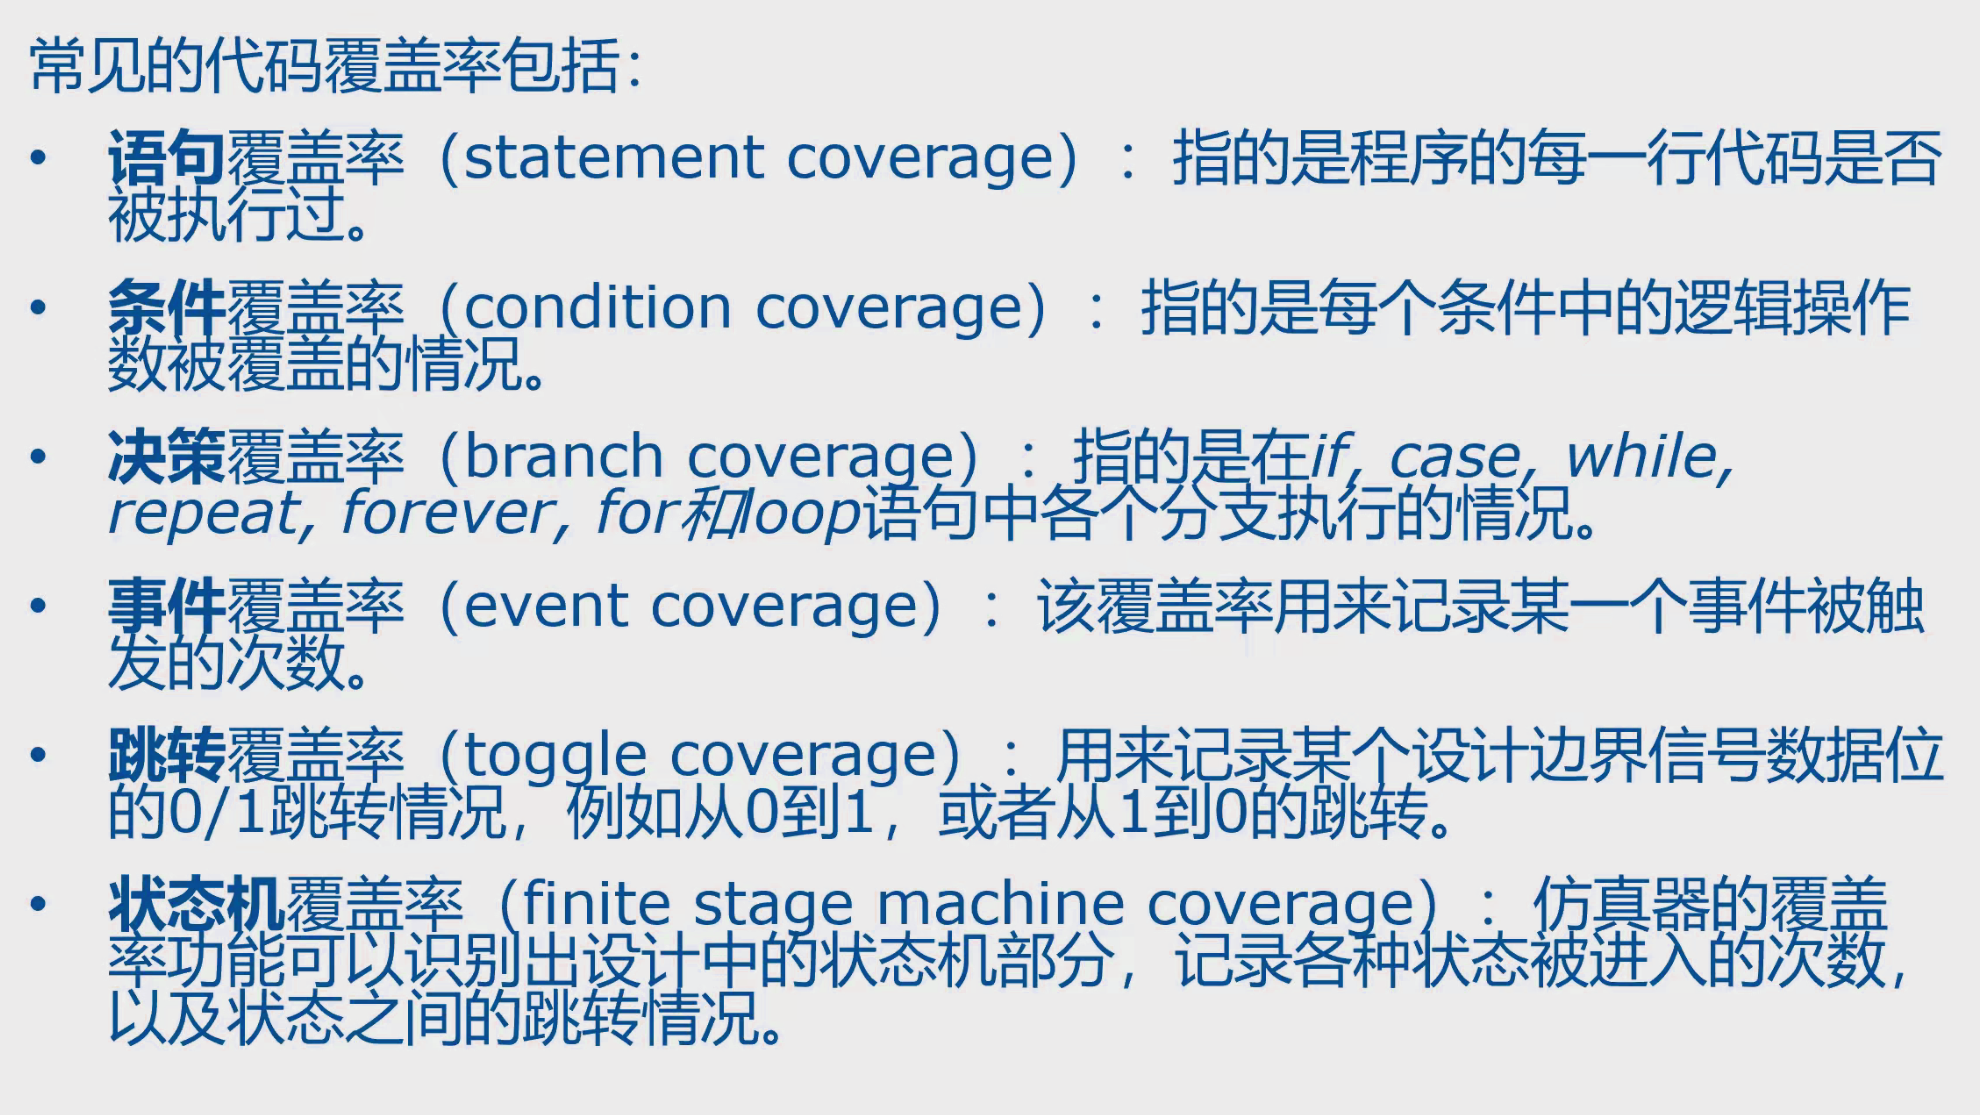 常见的代码覆盖率包括：
• 语句覆盖率（statement coverage）：指的是程序的每一行代码是否
被执行过。
• 条件覆盖率（condition coverage）：指的是每个条件中的逻辑操作
数被覆盖的情况。
• 决策覆盖率（branch coverage）：指的是在if, case, while,
repeat, forever, for和loop语句中各个分支执行的情况。
• 事件覆盖率（event coverage）：该覆盖率用来记录某一个事件被触
发的次数。
• 跳转覆盖率（toggle coverage）：用来记录某个设计边界信号数据位
的0/1跳转情况，例如从0到1，或者从1到0的跳转。
• 状态机覆盖率（finite stage machine coverage）：仿真器的覆盖
率功能可以识别出设计中的状态机部分，记录各种状态被进入的次数，
以及状态之间的跳转情况。